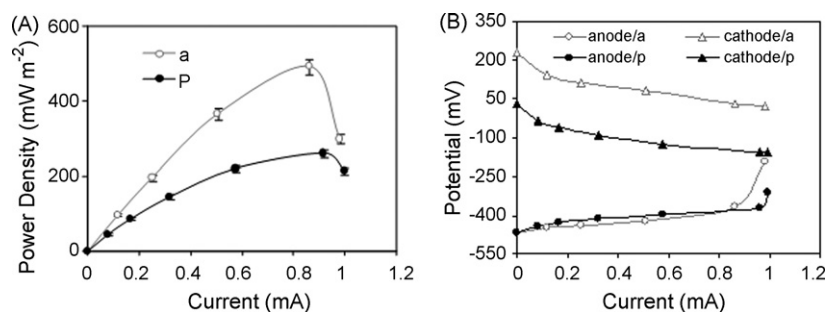 (A)
Power Density (mW m-2)
600
400
200
0
a
P
0 0.2 0.4 0.6 0.8 1 1.2
Current (mA)
(B)
Potential (mV)
350
200
50
-100
-250
-400
-550
anode/a cathode/a
anode/p cathode/p
0 0.2 0.4 0.6 0.8 1 1.2
Current (mA)